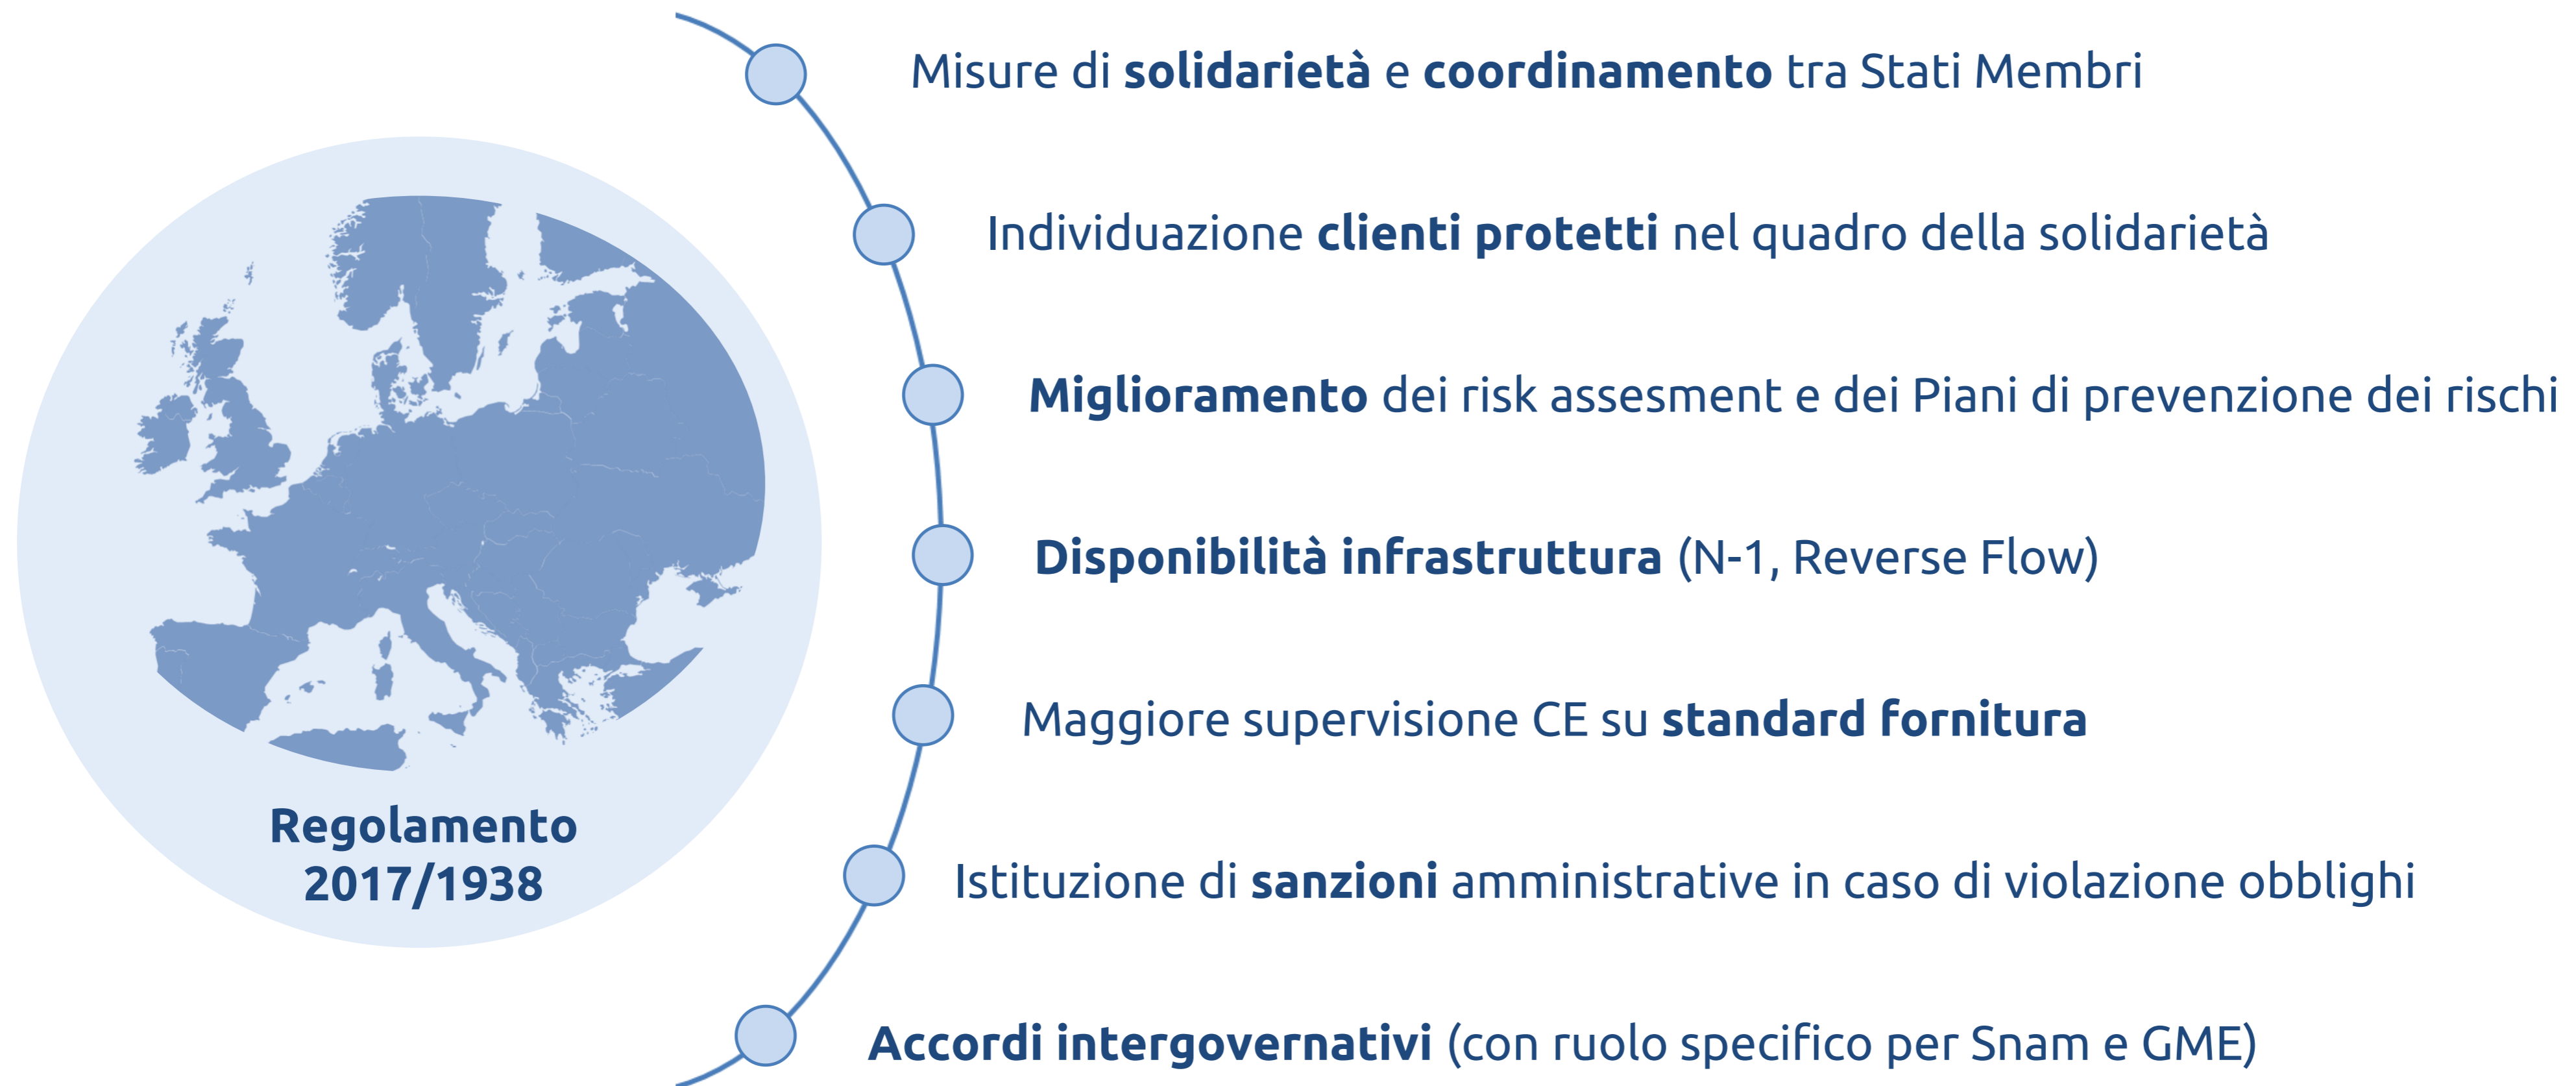 Misure di solidarietà e coordinamento tra Stati Membri
Individuazione clienti protetti nel quadro della solidarietà
Miglioramento dei risk assesment e dei Piani di prevenzione dei rischi
Disponibilità infrastruttura (N-1, Reverse Flow)
Maggiore supervisione CE su standard fornitura
Istituzione di sanzioni amministrative in caso di violazione obblighi
Accordi intergovernativi (con ruolo specifico per Snam e GME)
Regolamento
2017/1938